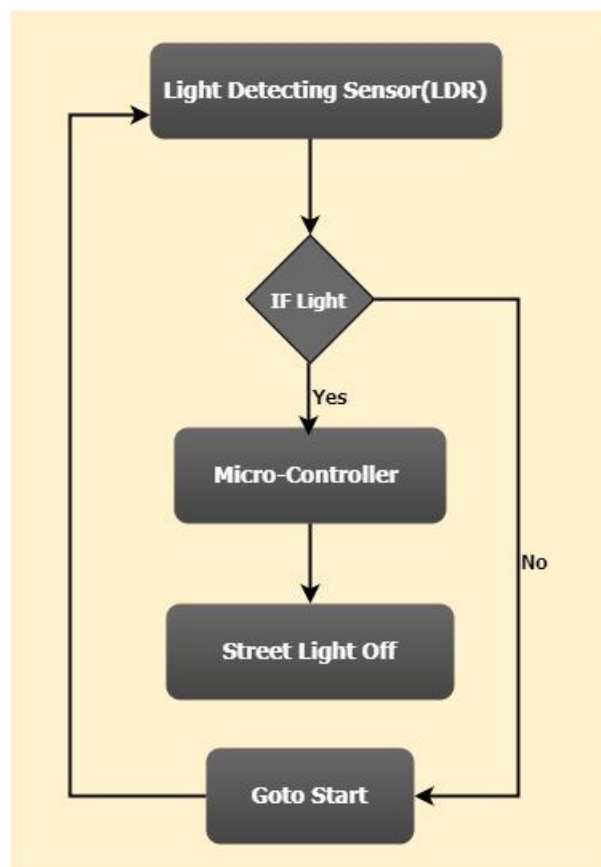 Light Detecting Sensor(LDR)
IF Light
Yes
Micro-Controller
No
Street Light Off
Goto Start